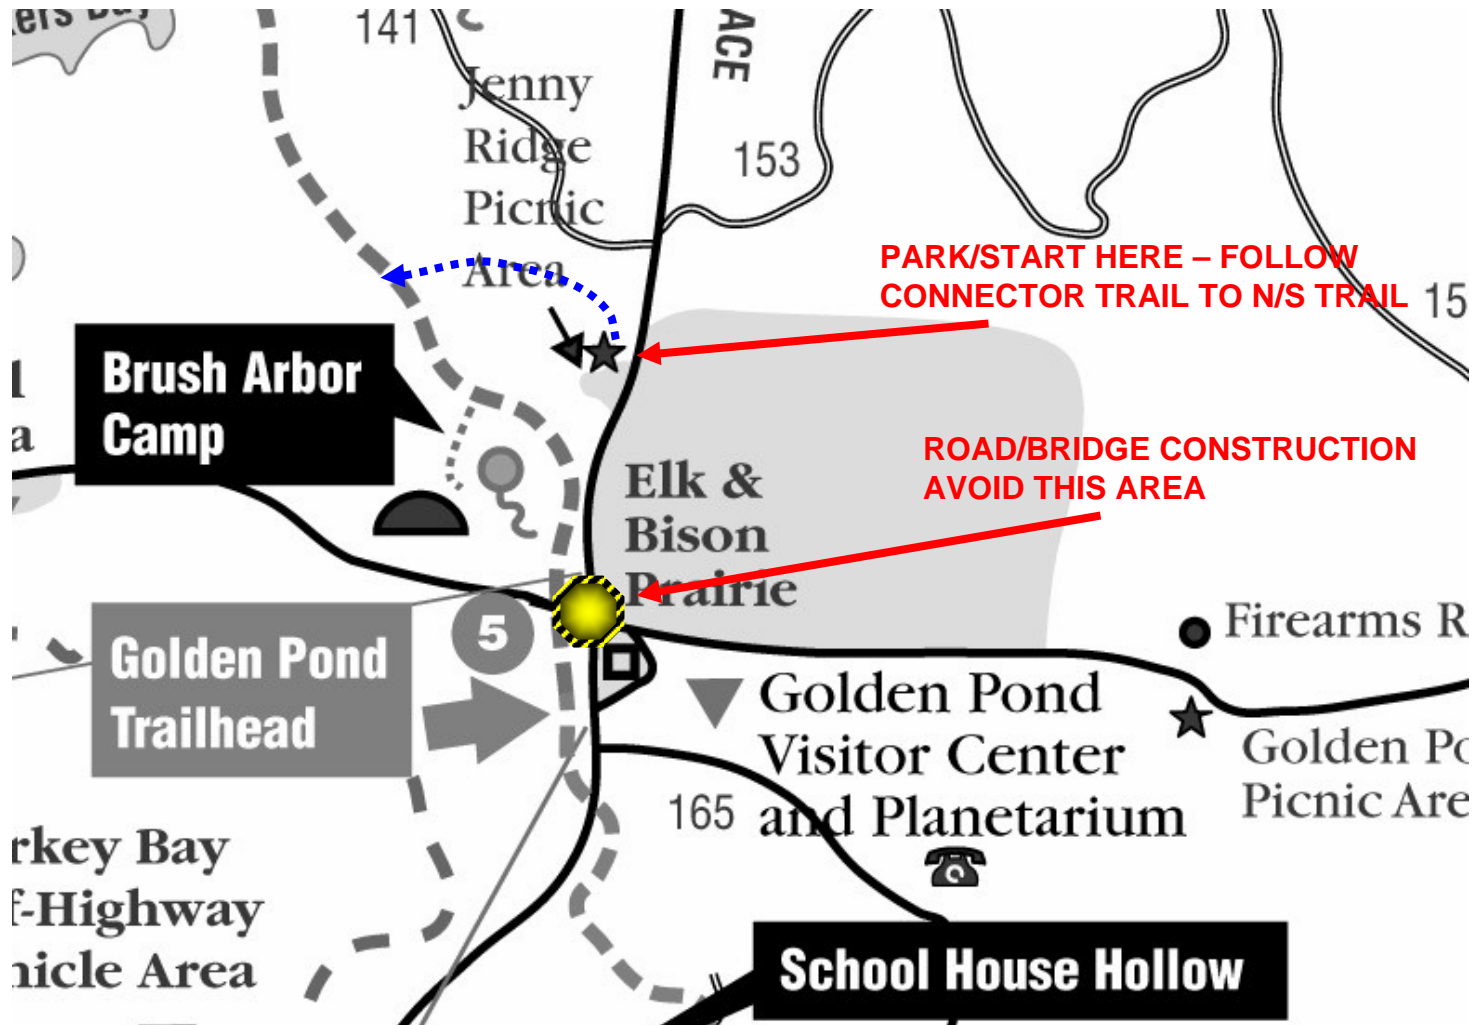 ers Bay
141
ACE
Jenny
Ridge
Picnic
Area
153
PARK/START HERE – FOLLOW
CONNECTOR TRAIL TO N/S TRAIL
15
Brush Arbor
Camp
l
a
ROAD/BRIDGE CONSTRUCTION
AVOID THIS AREA
Elk &
Bison
Prairie
5
Firearms R
Golden Pond
Trailhead
Golden Pond
Visitor Center
and Planetarium
Golden Po
Picnic Are
165
rkey Bay
f-Highway
hicle Area
School House Hollow